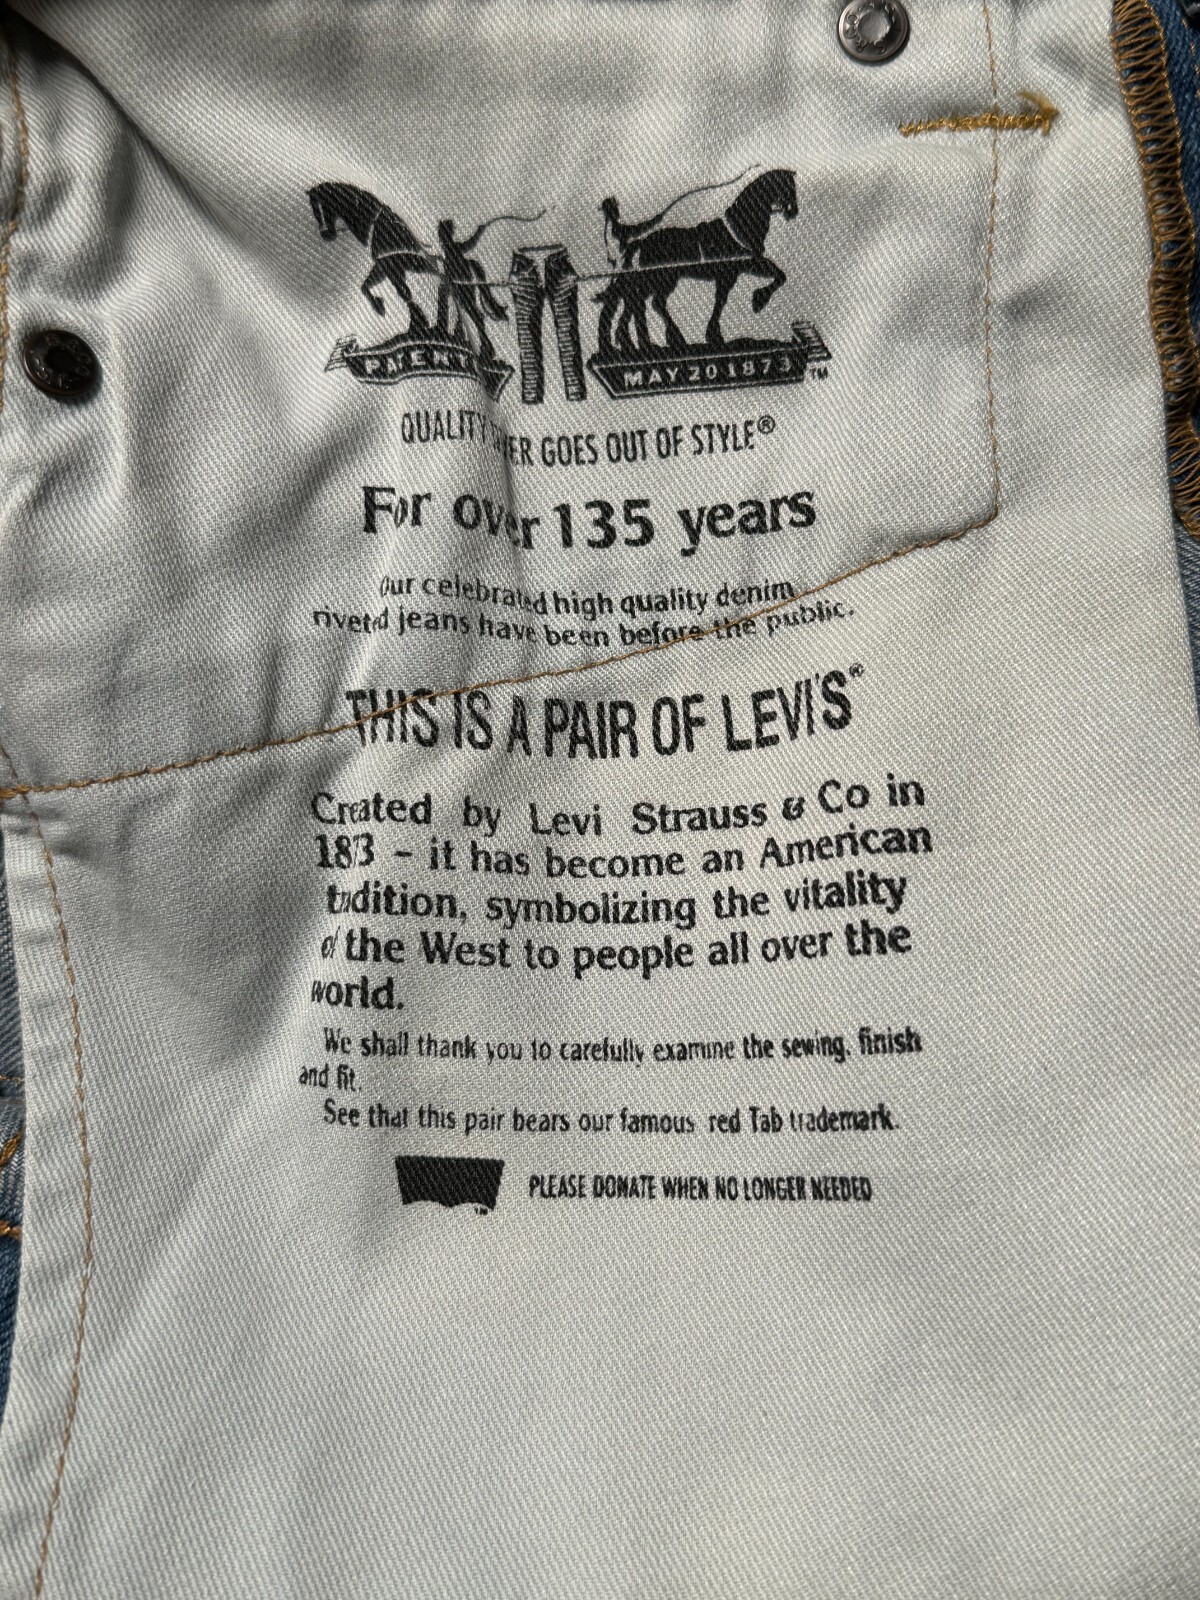 PATENT
MAY 20 1873 ™
QUALITY GOES OUT OF STYLE®
For over 135 years
Our celebrated high quality denim
riveted jeans have been before the public.
THIS IS A PAIR OF LEVI'S®
Created by Levi Strauss & Co in
1873 – it has become an American
tradition, symbolizing the vitality
of the West to people all over the
world.
We shall thank you to carefully examine the sewing, finish
and fit.
See that this pair bears our famous red Tab trademark.
™ PLEASE DONATE WHEN NO LONGER NEEDED